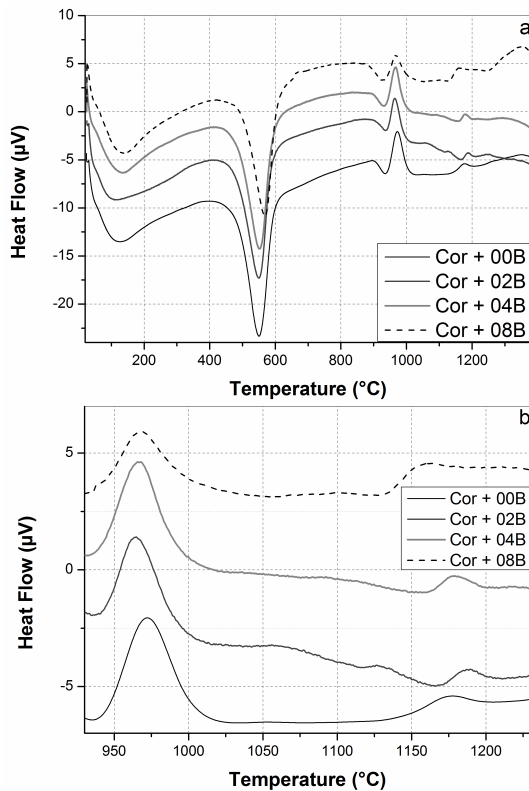 a
10
5
0
-5
-10
-15
-20
Heat Flow (µV)
Cor + 00B
Cor + 02B
Cor + 04B
Cor + 08B
200 400 600 800 1000 1200
Temperature (°C)
b
5
0
-5
Heat Flow (µV)
Cor + 00B
Cor + 02B
Cor + 04B
Cor + 08B
950 1000 1050 1100 1150 1200
Temperature (°C)